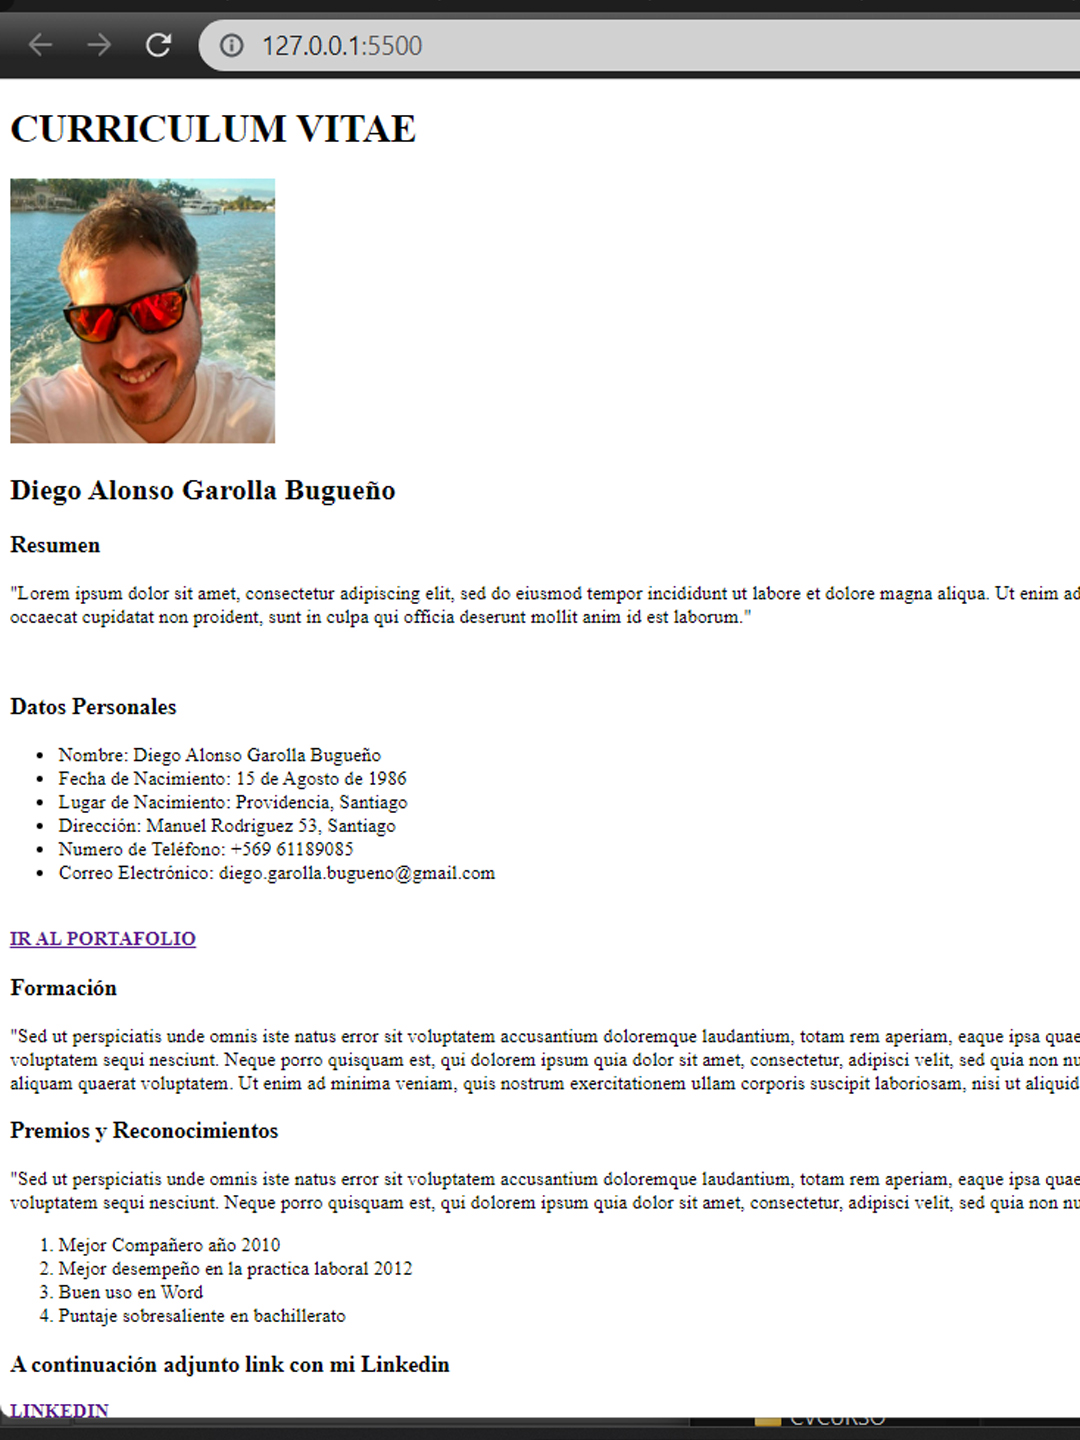 127.0.0.1:5500
CURRICULUM VITAE
Diego Alonso Garolla Bugueño
Resumen
"Lorem ipsum dolor sit amet, consectetur adipiscing elit, sed do eiusmod tempor incididunt ut labore et dolore magna aliqua. Ut enim ad
occaecat cupidatat non proident, sunt in culpa qui officia deserunt mollit anim id est laborum."
Datos Personales
• Nombre: Diego Alonso Garolla Bugueño
• Fecha de Nacimiento: 15 de Agosto de 1986
• Lugar de Nacimiento: Providencia, Santiago
• Dirección: Manuel Rodriguez 53, Santiago
• Numero de Teléfono: +569 61189085
• Correo Electrónico: diego.garolla.bugueno@gmail.com
IR AL PORTAFOLIO
Formación
"Sed ut perspiciatis unde omnis iste natus error sit voluptatem accusantium doloremque laudantium, totam rem aperiam, eaque ipsa quae
voluptatem sequi nesciunt. Neque porro quisquam est, qui dolorem ipsum quia dolor sit amet, consectetur, adipisci velit, sed quia non nu
aliquam quaerat voluptatem. Ut enim ad minima veniam, quis nostrum exercitationem ullam corporis suscipit laboriosam, nisi ut aliquid
Premios y Reconocimientos
"Sed ut perspiciatis unde omnis iste natus error sit voluptatem accusantium doloremque laudantium, totam rem aperiam, eaque ipsa quae
voluptatem sequi nesciunt. Neque porro quisquam est, qui dolorem ipsum quia dolor sit amet, consectetur, adipisci velit, sed quia non nu
1. Mejor Compañero año 2010
2. Mejor desempeño en la practica laboral 2012
3. Buen uso en Word
4. Puntaje sobresaliente en bachillerato
A continuación adjunto link con mi Linkedin
LINKEDIN
CVCURSO